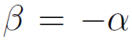 β = −α